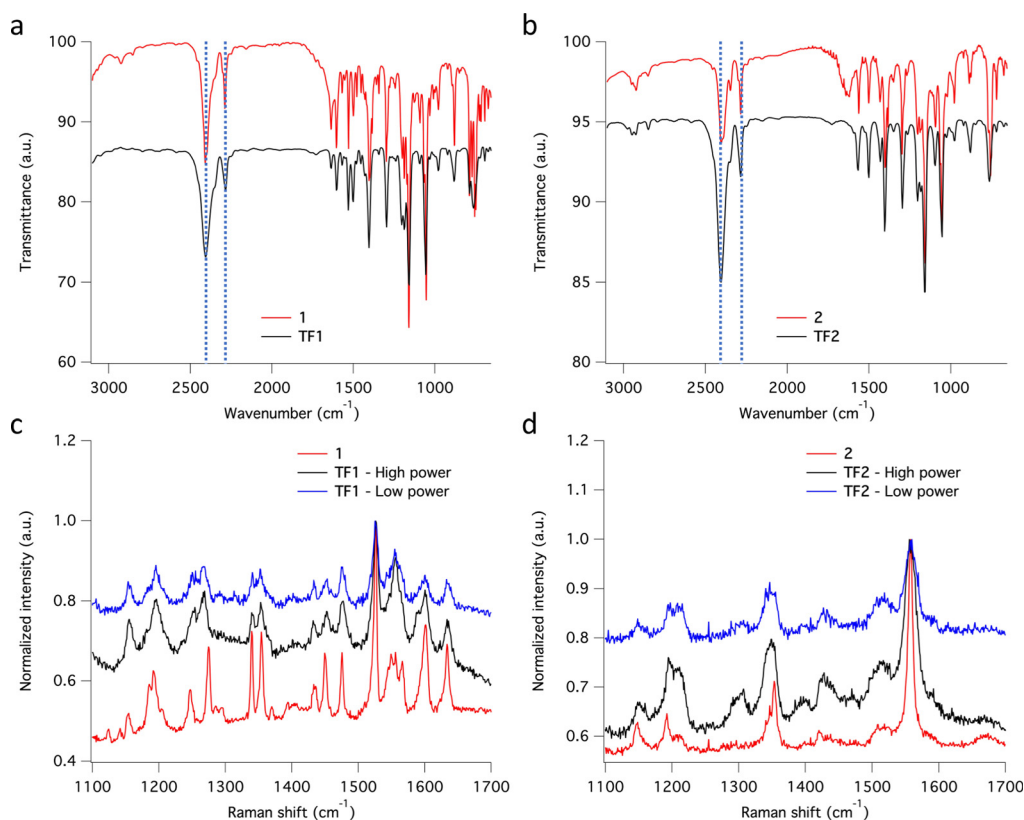 a
100
90
80
70
60
Transmittance (a.u.)
3000 2500 2000 1500 1000
Wavenumber (cm⁻¹)
1
TF1
b
100
95
90
85
80
Transmittance (a.u.)
3000 2500 2000 1500 1000
Wavenumber (cm⁻¹)
2
TF2
c
1.2
1.0
0.8
0.6
0.4
Normalized intensity (a.u.)
1100 1200 1300 1400 1500 1600 1700
Raman shift (cm⁻¹)
1
TF1 - High power
TF1 - Low power
d
1.2
1.1
1.0
0.9
0.8
0.7
0.6
Normalized intensity (a.u.)
1100 1200 1300 1400 1500 1600 1700
Raman shift (cm⁻¹)
2
TF2 - High power
TF2 - Low power